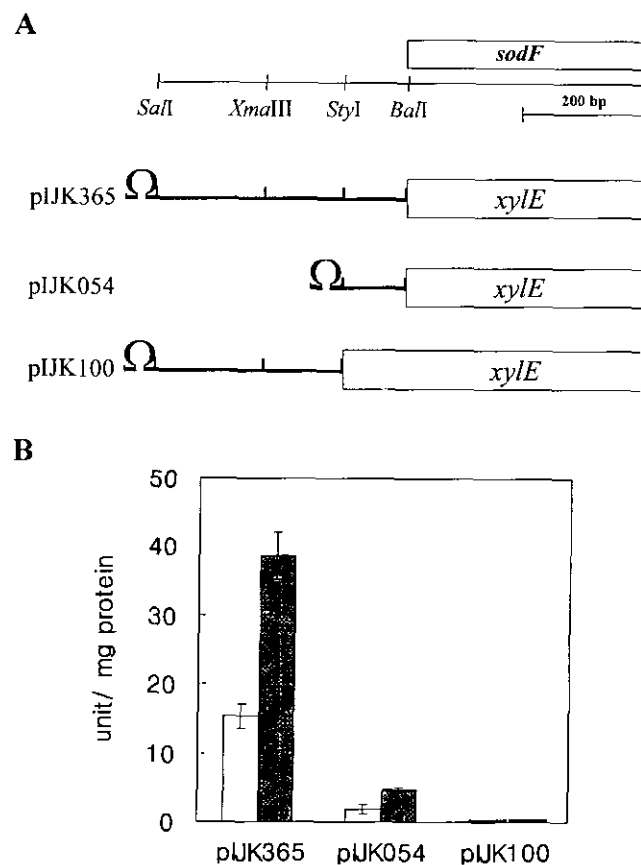 A
sodF
SalI XmaIII StyI BalI
200 bp
Ω
pIJK365
xylE
Ω
pIJK054
xylE
Ω
pIJK100
xylE
B
unit/ mg protein
50
40
30
20
10
0
pIJK365 pIJK054 pIJK100